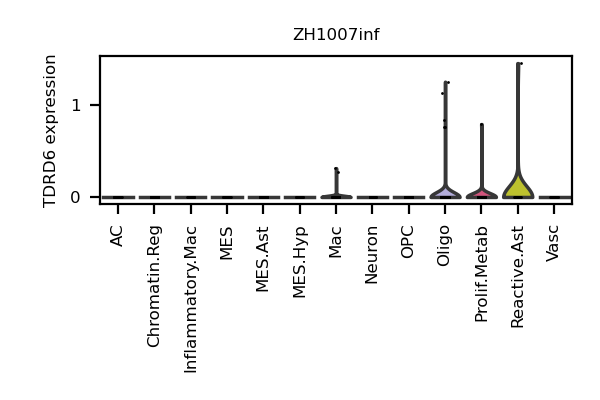 ZH1007inf
TDRD6 expression
1
0
AC
Chromatin.Reg
Inflammatory.Mac
MES
MES.Ast
MES.Hyp
Mac
Neuron
OPC
Oligo
Prolif.Metab
Reactive.Ast
Vasc